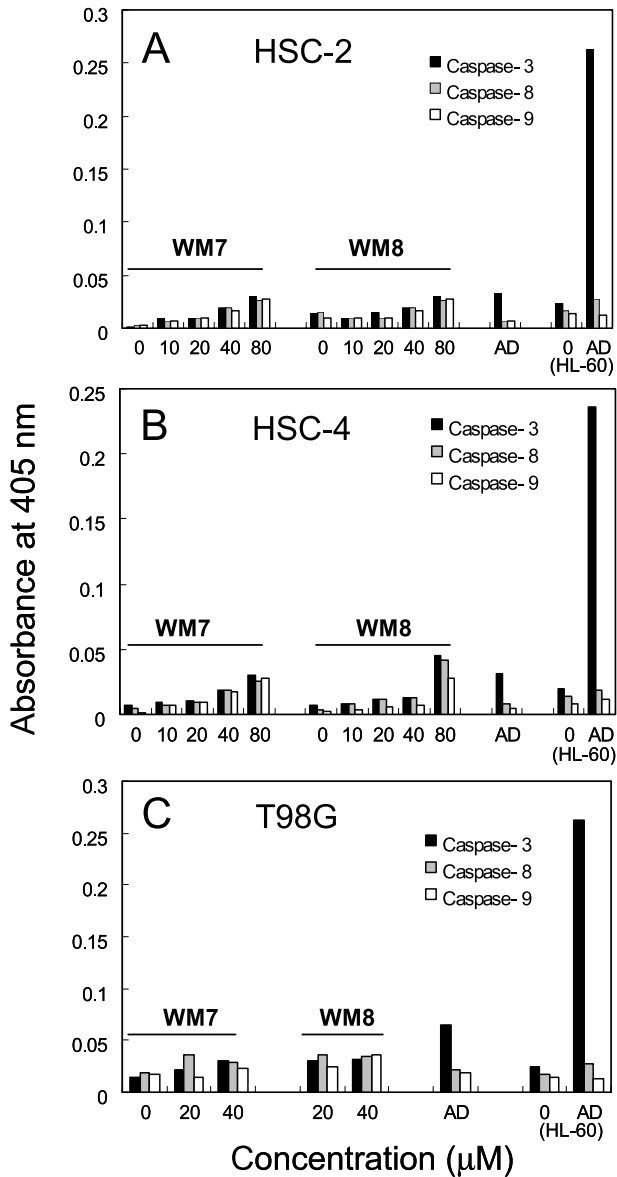 0.3
A HSC-2
Caspase- 3
0.25
Caspase- 8
Caspase- 9
0.2
0.15
0.1
WM7 WM8
0.05
0
0 10 20 40 80 0 10 20 40 80 AD 0 AD
(HL-60)
0.25
B HSC-4
Caspase- 3
Caspase- 8
0.2
Caspase- 9
0.15
0.1
WM7 WM8
0.05
0
0 10 20 40 80 0 10 20 40 80 AD 0 AD
(HL-60)
Absorbance at 405 nm
0.3
C T98G
0.25
Caspase- 3
Caspase- 8
0.2
Caspase- 9
0.15
0.1
WM7 WM8
0.05
0
0 20 40 20 40 AD 0 AD
(HL-60)
Concentration (µM)